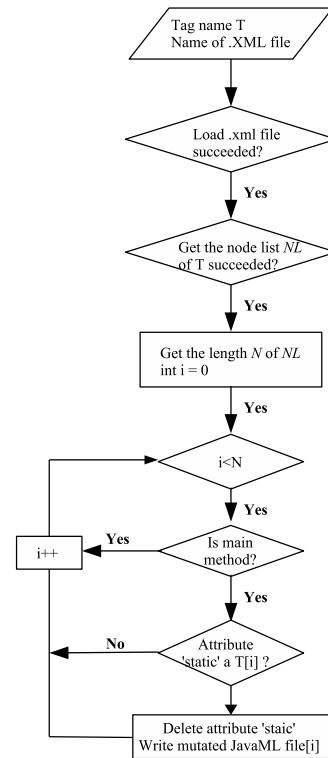 Tag name T
Name of .XML file
Load .xml file
succeeded?
Yes
Get the node list NL
of T succeeded?
Yes
Get the length N of NL
int i = 0
Yes
i<N
Yes
Is main
method?
Yes
i++
Yes
Attribute
'static' a T[i] ?
No
Delete attribute 'staic'
Write mutated JavaML file[i]